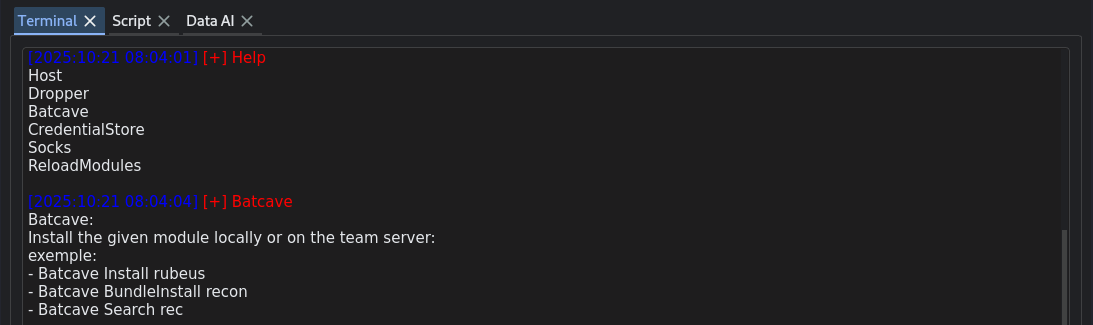 Terminal Script Data AI
[2025:10:21-08:04:01] [+] Help
Host
Dropper
Batcave
CredentialStore
Socks
ReloadModules
[2025:10:21-08:04:04] [+] Batcave
Batcave:
Install the given module locally or on the team server:
exemple:
- Batcave Install rubeus
- Batcave BundleInstall recon
- Batcave Search rec